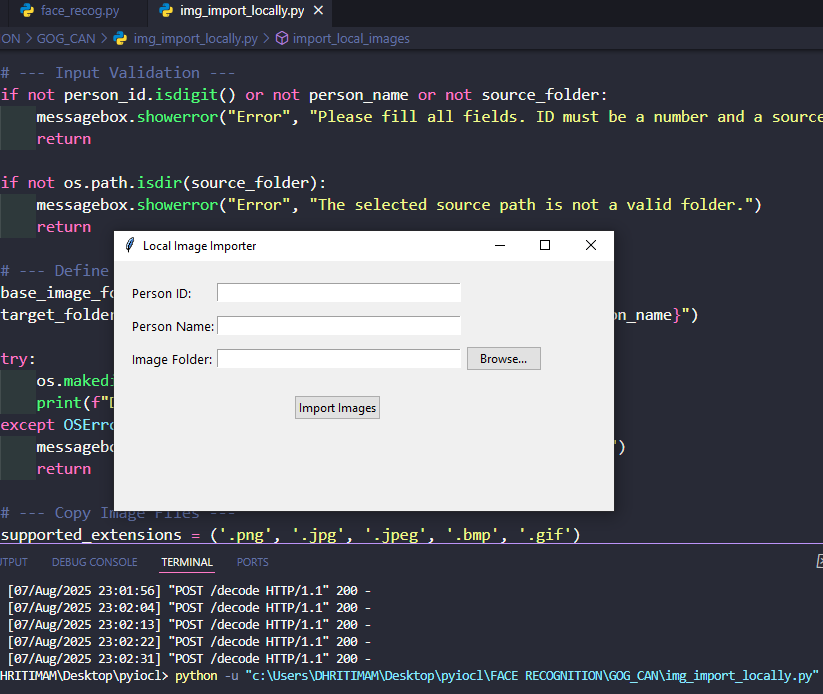 face_recog.py
img_import_locally.py ✕
ON > GOG_CAN > img_import_locally.py > import_local_images
# --- Input Validation ---
if not person_id.isdigit() or not person_name or not source_folder:
messagebox.showerror("Error", "Please fill all fields. ID must be a number and a source
return
if not os.path.isdir(source_folder):
messagebox.showerror("Error", "The selected source path is not a valid folder.")
return
Local Image Importer
# --- Define
base_image_fo
Person ID:
target_folder
on_name}")
Person Name:
try:
Image Folder:
Browse...
os.makedi
print(f"D
Import Images
except OSErro
messagebo
")
return
# --- Copy Image Files ---
supported_extensions = ('.png', '.jpg', '.jpeg', '.bmp', '.gif')
TPUT DEBUG CONSOLE TERMINAL PORTS
[07/Aug/2025 23:01:56] "POST /decode HTTP/1.1" 200 -
[07/Aug/2025 23:02:04] "POST /decode HTTP/1.1" 200 -
[07/Aug/2025 23:02:13] "POST /decode HTTP/1.1" 200 -
[07/Aug/2025 23:02:22] "POST /decode HTTP/1.1" 200 -
[07/Aug/2025 23:02:31] "POST /decode HTTP/1.1" 200 -
HRITIMAM\Desktop\pyiocl> python -u "c:\Users\DHRITIMAM\Desktop\pyiocl\FACE RECOGNITION\GOG_CAN\img_import_locally.py"